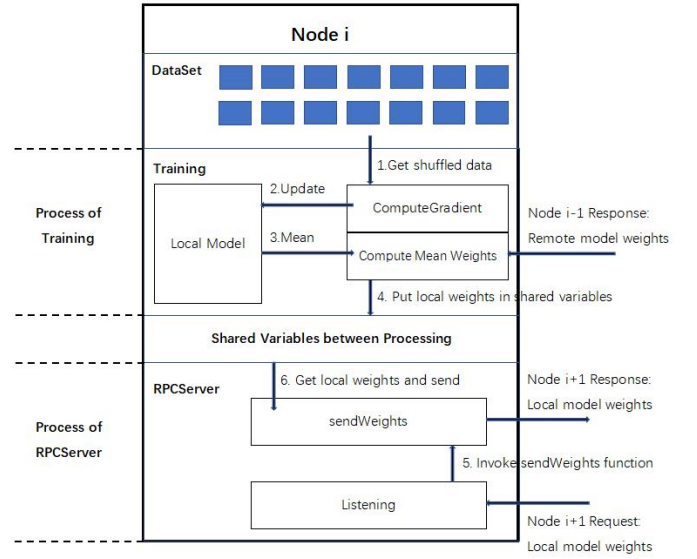 Node i
DataSet
1.Get shuffled data
Training
2.Update
ComputeGradient
Process of
Training
Local Model
3.Mean
Compute Mean Weights
Node i-1 Response:
Remote model weights
4. Put local weights in shared variables
Shared Variables between Processing
RPCServer
6. Get local weights and send
Node i+1 Response:
Local model weights
sendWeights
Process of
RPCServer
5. Invoke sendWeights function
Listening
Node i+1 Request:
Local model weights